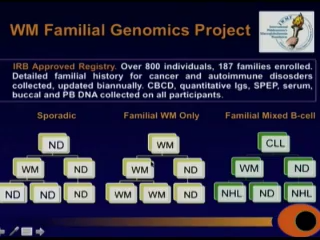 WM Familial Genomics Project
IRB Approved Registry. Over 800 individuals, 187 families enrolled.
Detailed familial history for cancer and autoimmune disosders
collected, updated biannually. CBCD, quantitative Igs, SPEP, serum,
buccal and PB DNA collected on all participants.
Sporadic Familial WM Only Familial Mixed B-cell
ND WM CLL
WM ND WM ND WM ND
ND ND ND WM WM ND NHL ND NHL